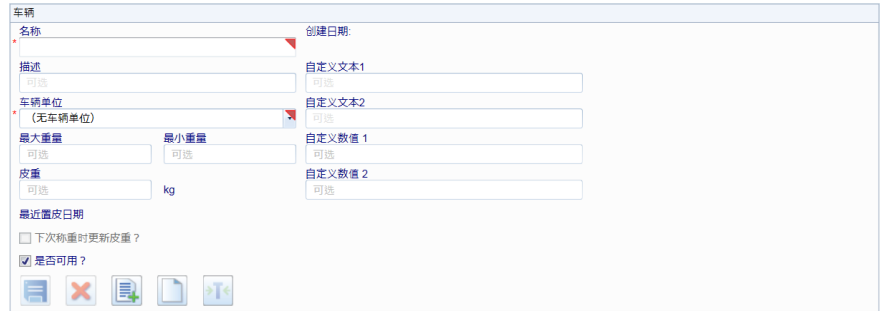 车辆
名称
创建日期:
*
描述
自定义文本1
可选
车辆单位
自定义文本2
*
(无车辆单位)
可选
最大重量
最小重量
自定义数值 1
可选
可选
可选
皮重
自定义数值 2
可选
kg
可选
最近置皮日期
下次称重时更新皮重?
是否可用?
T